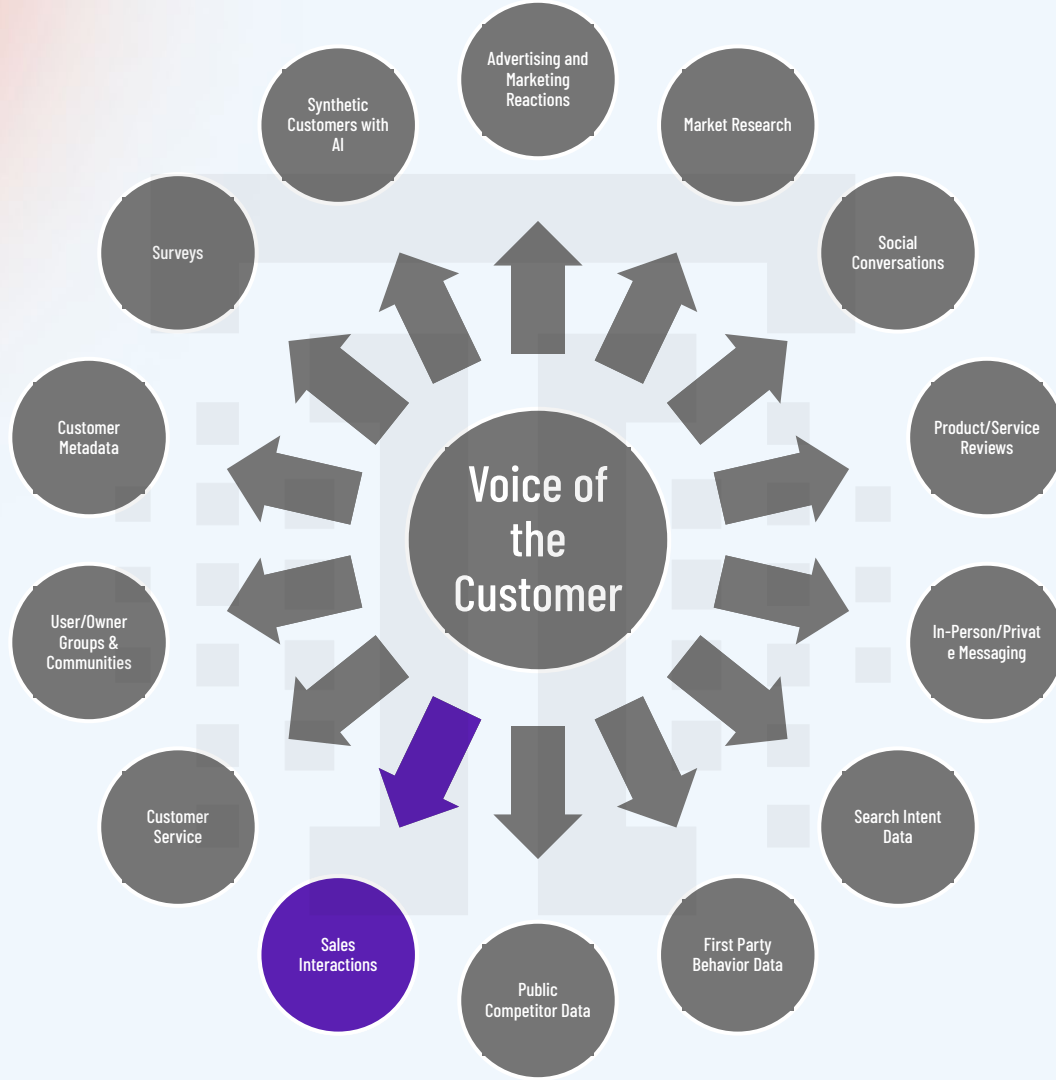 Advertising and
Marketing
Reactions
Market Research
Social
Conversations
Product/Service
Reviews
In-Person/Privat
e Messaging
Search Intent
Data
First Party
Behavior Data
Public
Competitor Data
Sales
Interactions
Customer
Service
User/Owner
Groups &
Communities
Customer
Metadata
Surveys
Synthetic
Customers with
AI
Voice of
the
Customer